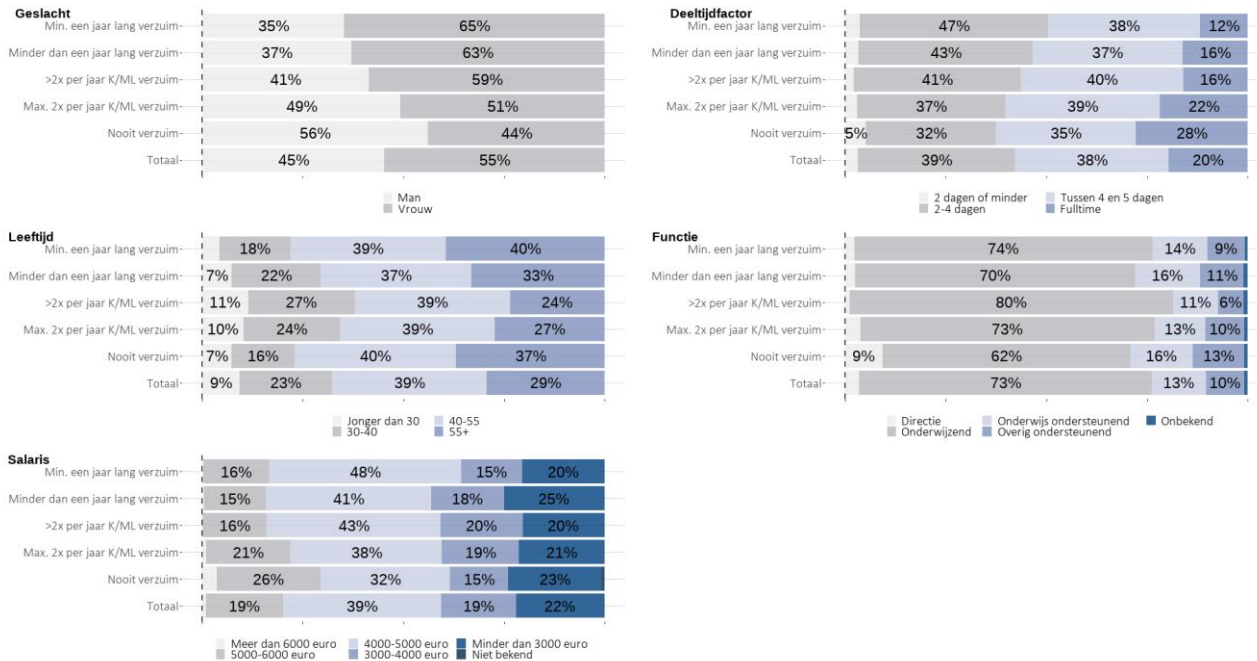 Geslacht
Min. een jaar lang verzuim 35% 65%
Minder dan een jaar lang verzuim 37% 63%
>2x per jaar K/ML verzuim 41% 59%
Max. 2x per jaar K/ML verzuim 49% 51%
Nooit verzuim 56% 44%
Totaal 45% 55%
Man
Vrouw
Deeltijdfactor
Min. een jaar lang verzuim 47% 38% 12%
Minder dan een jaar lang verzuim 43% 37% 16%
>2x per jaar K/ML verzuim 41% 40% 16%
Max. 2x per jaar K/ML verzuim 37% 39% 22%
Nooit verzuim 5% 32% 35% 28%
Totaal 39% 38% 20%
2 dagen of minder Tussen 4 en 5 dagen
2-4 dagen Fulltime
Leeftijd
Min. een jaar lang verzuim 18% 39% 40%
Minder dan een jaar lang verzuim 7% 22% 37% 33%
>2x per jaar K/ML verzuim 11% 27% 39% 24%
Max. 2x per jaar K/ML verzuim 10% 24% 39% 27%
Nooit verzuim 7% 16% 40% 37%
Totaal 9% 23% 39% 29%
Jonger dan 30 40-55
30-40 55+
Functie
Min. een jaar lang verzuim 74% 14% 9%
Minder dan een jaar lang verzuim 70% 16% 11%
>2x per jaar K/ML verzuim 80% 11% 6%
Max. 2x per jaar K/ML verzuim 73% 13% 10%
Nooit verzuim 9% 62% 16% 13%
Totaal 73% 13% 10%
Directie Onderwijs ondersteunend Onbekend
Onderwijzend Overig ondersteunend
Salaris
Min. een jaar lang verzuim 16% 48% 15% 20%
Minder dan een jaar lang verzuim 15% 41% 18% 25%
>2x per jaar K/ML verzuim 16% 43% 20% 20%
Max. 2x per jaar K/ML verzuim 21% 38% 19% 21%
Nooit verzuim 26% 32% 15% 23%
Totaal 19% 39% 19% 22%
Meer dan 6000 euro 4000-5000 euro Minder dan 3000 euro
5000-6000 euro 3000-4000 euro Niet bekend